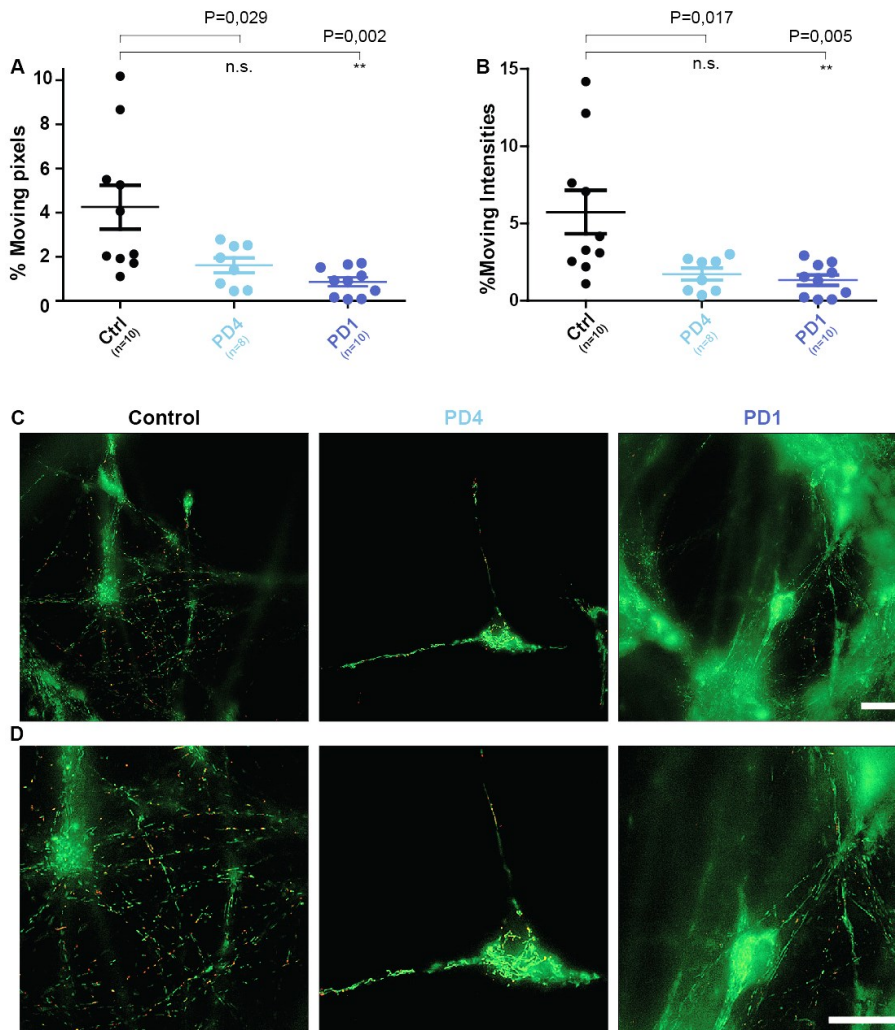 P=0,029
P=0,002
n.s.
**
A
% Moving pixels
10
8
6
4
2
0
Ctrl
(n=10)
PD4
(n=8)
PD1
(n=10)
P=0,017
P=0,005
n.s.
**
B
%Moving Intensities
15
10
5
0
Ctrl
(n=10)
PD4
(n=8)
PD1
(n=10)
C
Control
PD4
PD1
D